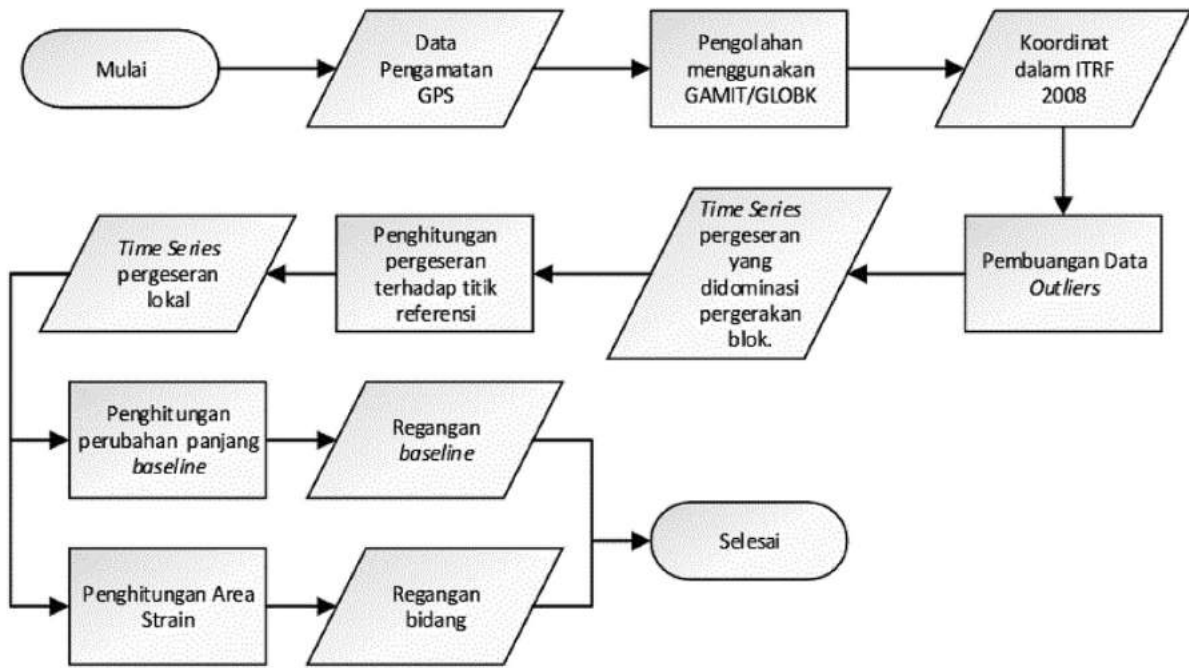 Mulai
Data
Pengamatan
GPS
Pengolahan
menggunakan
GAMIT/GLOBK
Koordinat
dalam ITRF
2008
Pembuangan Data
Outliers
Time Series
pergeseran
yang
didominasi
pergerakan
blok.
Penghitungan
pergeseran
terhadap titik
referensi
Time Series
pergeseran
lokal
Penghitungan
perubahan panjang
baseline
Regangan
baseline
Penghitungan Area
Strain
Regangan
bidang
Selesai